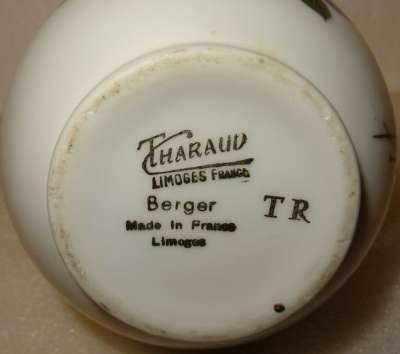 THARAUD
LIMOGES FRANCE
Berger
TR
Made in France
Limoges